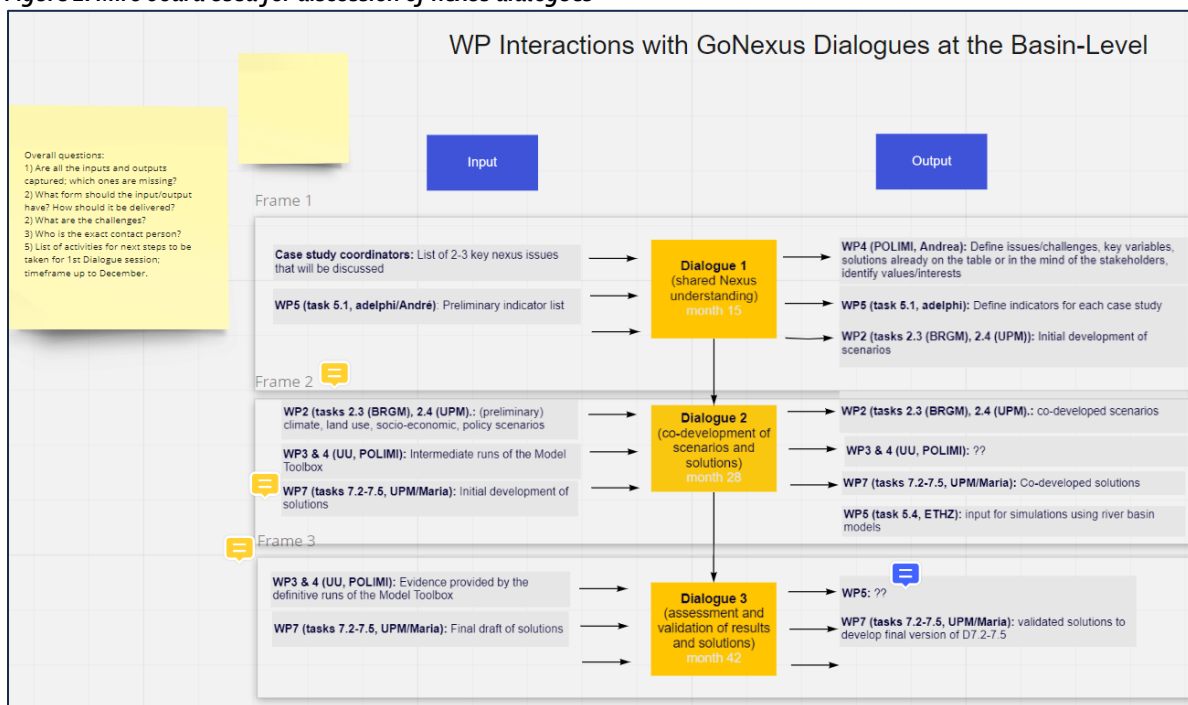 WP Interactions with GoNexus Dialogues at the Basin-Level
Overall questions:
1) Are all the inputs and outputs
captured; which ones are missing?
2) What form should the input/output
have? How should it be delivered?
2) What are the challenges?
3) Who is the exact contact person?
5) List of activities for next steps to be
taken for 1st Dialogue session;
timeframe up to December.
Input
Output
Frame 1
Case study coordinators: List of 2-3 key nexus issues
that will be discussed
WP5 (task 5.1, adelphi/André): Preliminary indicator list
Dialogue 1
(shared Nexus
understanding)
month 15
WP4 (POLIMI, Andrea): Define issues/challenges, key variables,
solutions already on the table or in the mind of the stakeholders,
identify values/interests
WP5 (task 5.1, adelphi): Define indicators for each case study
WP2 (tasks 2.3 (BRGM), 2.4 (UPM)): Initial development of
scenarios
Frame 2
WP2 (tasks 2.3 (BRGM), 2.4 (UPM).: (preliminary)
climate, land use, socio-economic, policy scenarios
WP3 & 4 (UU, POLIMI): Intermediate runs of the Model
Toolbox
WP7 (tasks 7.2-7.5, UPM/Maria): Initial development of
solutions
Dialogue 2
(co-development of
scenarios and
solutions)
month 28
WP2 (tasks 2.3 (BRGM), 2.4 (UPM).: co-developed scenarios
WP3 & 4 (UU, POLIMI): ??
WP7 (tasks 7.2-7.5, UPM/Maria): Co-developed solutions
WP5 (task 5.4, ETHZ): input for simulations using river basin
models
Frame 3
WP3 & 4 (UU, POLIMI): Evidence provided by the
definitive runs of the Model Toolbox
WP7 (tasks 7.2-7.5, UPM/Maria): Final draft of solutions
Dialogue 3
(assessment and
validation of results
and solutions)
month 42
WP5: ??
WP7 (tasks 7.2-7.5, UPM/Maria): validated solutions to
develop final version of D7.2-7.5